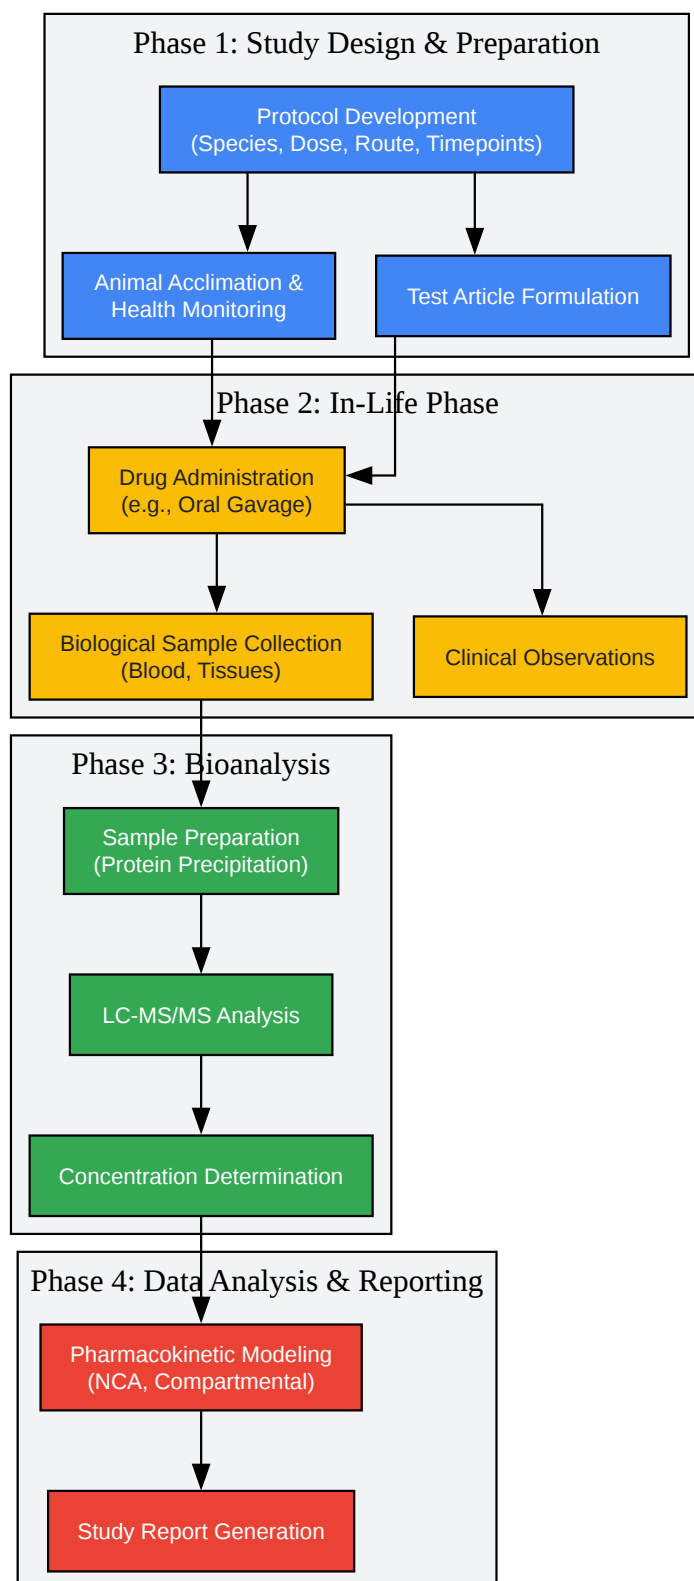 Phase 1: Study Design & Preparation
Protocol Development
(Species, Dose, Route, Timepoints)
Animal Acclimation &
Health Monitoring
Test Article Formulation
Phase 2: In-Life Phase
Drug Administration
(e.g., Oral Gavage)
Biological Sample Collection
(Blood, Tissues)
Clinical Observations
Phase 3: Bioanalysis
Sample Preparation
(Protein Precipitation)
LC-MS/MS Analysis
Concentration Determination
Phase 4: Data Analysis & Reporting
Pharmacokinetic Modeling
(NCA, Compartmental)
Study Report Generation